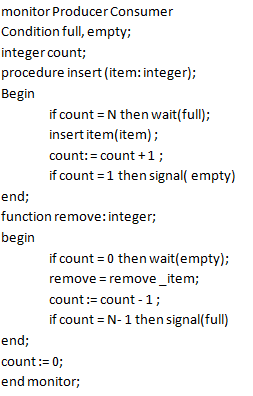 monitor Producer Consumer
Condition full, empty;
integer count;
procedure insert (item: integer);
Begin
if count = N then wait(full);
insert item(item) ;
count: = count + 1 ;
if count = 1 then signal( empty)
end;
function remove: integer;
begin
if count = 0 then wait(empty);
remove = remove _item;
count := count - 1 ;
if count = N- 1 then signal(full)
end;
count := 0;
end monitor;